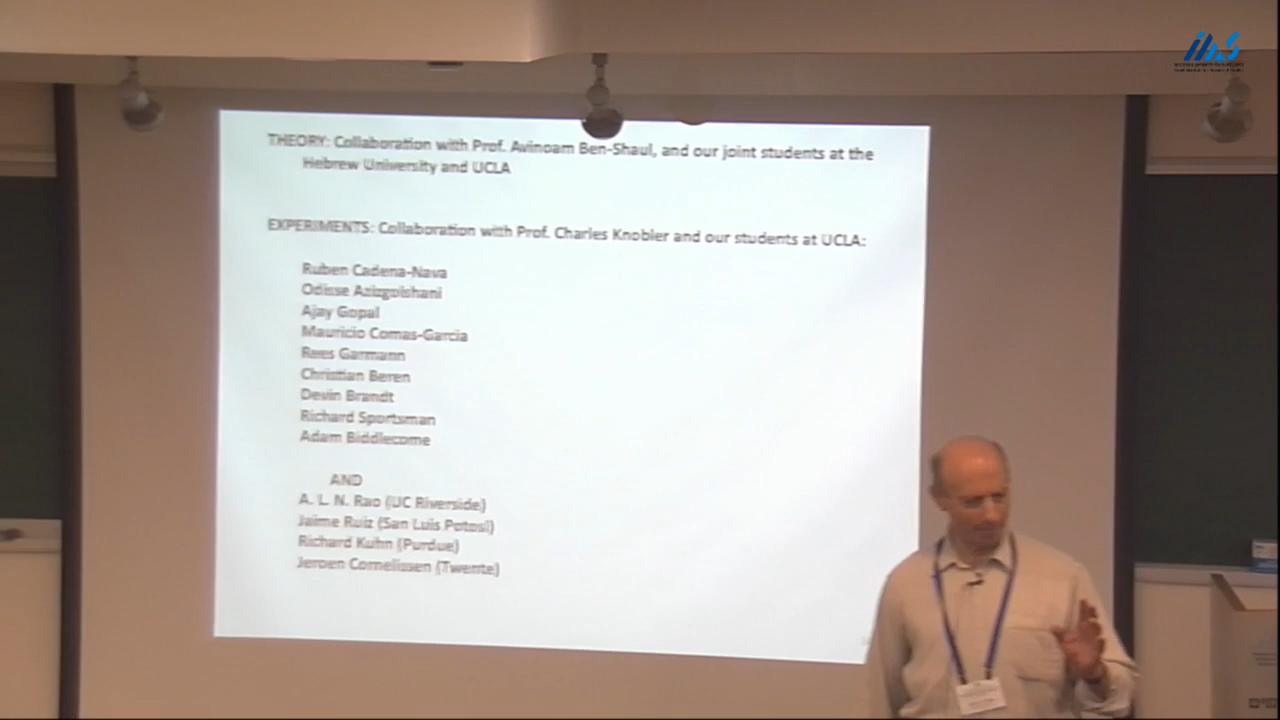 ihes
THEORY: Collaboration with Prof. Avinoam Ben-Shaul, and our joint students at the
Hebrew University and UCLA
EXPERIMENTS: Collaboration with Prof. Charles Knobler and our students at UCLA:
Ruben Cadena-Nava
Odisse Azizgolshani
Ajay Gopal
Mauricio Comas-Garcia
Rees Garmann
Christian Beren
Devin Brandt
Richard Sportsman
Adam Biddlecome
AND
A. L. N. Rao (UC Riverside)
Jaime Ruiz (San Luis Potosi)
Richard Kuhn (Purdue)
Jeroen Cornelissen (Twente)